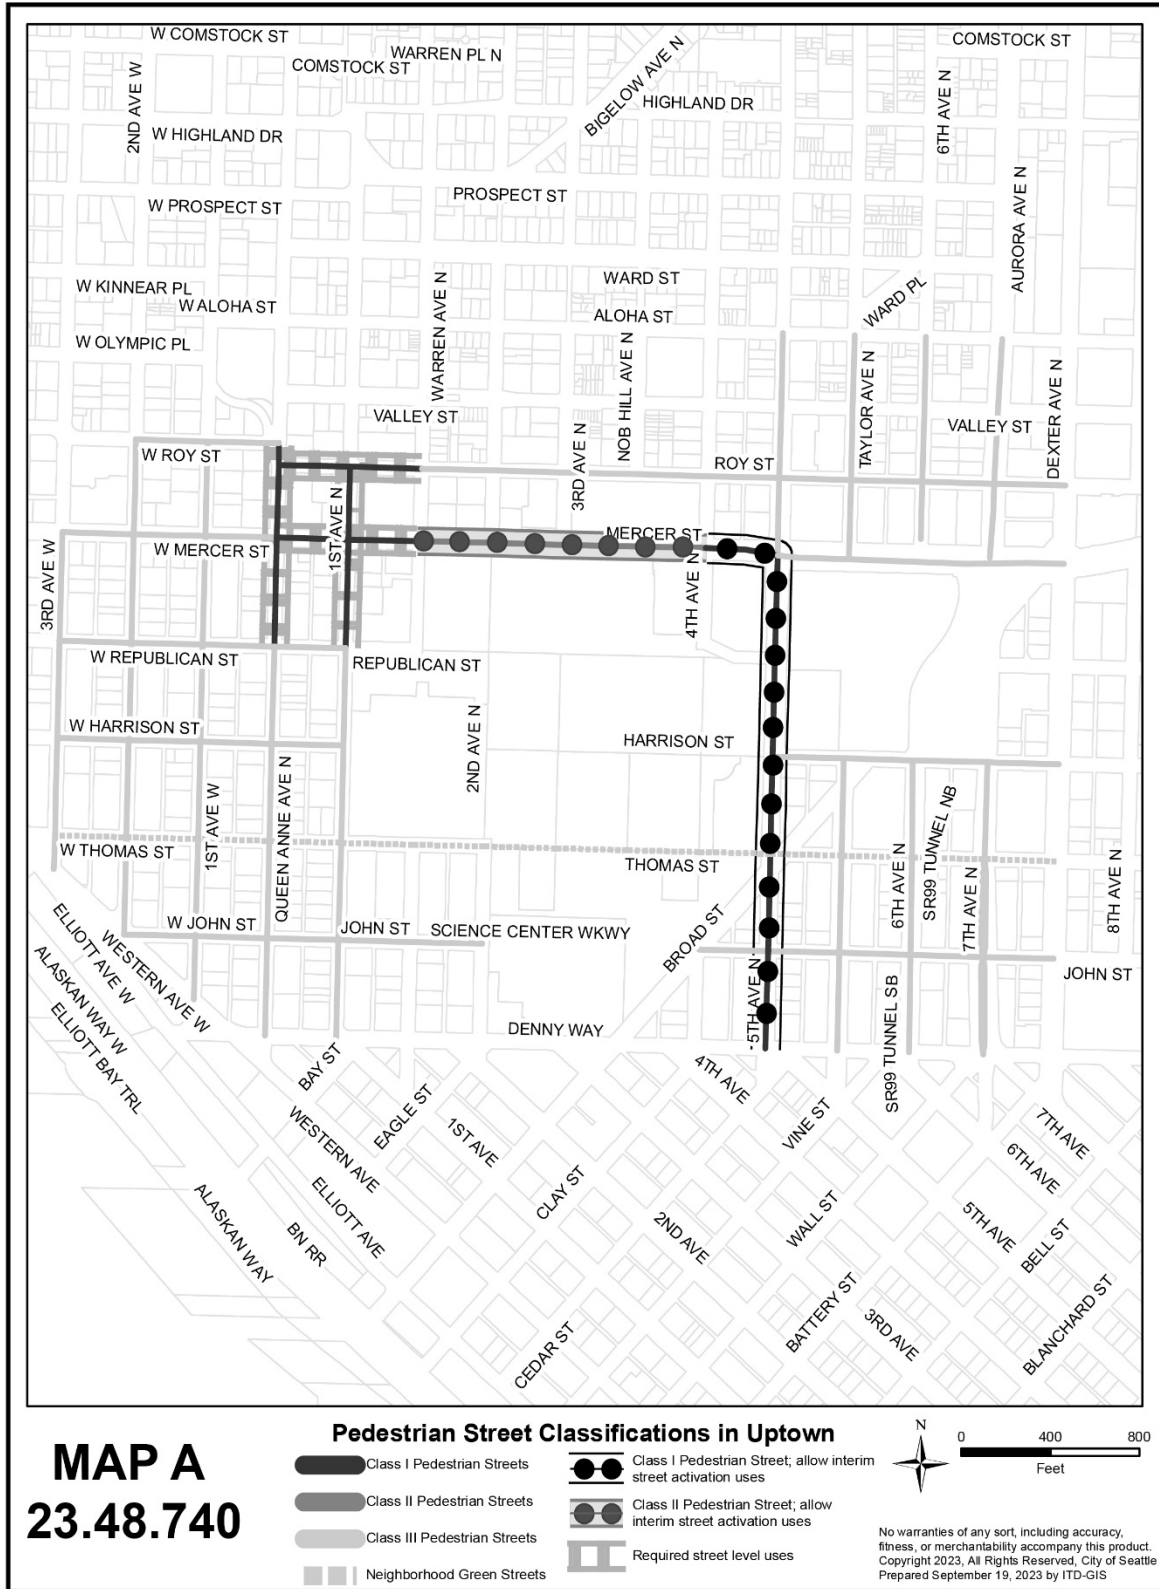 W COMSTOCK ST
WARREN PL N
COMSTOCK ST
BIGELOW AVE N
COMSTOCK ST
2ND AVE W
HIGHLAND DR
6TH AVE N
W HIGHLAND DR
AURORA AVE N
PROSPECT ST
W PROSPECT ST
WARD ST
W KINNEAR PL
WARD PL
W ALOHA ST
ALOHA ST
WARREN AVE N
W OLYMPIC PL
NOB HILL AVE N
TAYLOR AVE N
DEXTER AVE N
VALLEY ST
VALLEY ST
W ROY ST
3RD AVE N
ROY ST
1ST AVE N
MERCER ST
W MERCER ST
3RD AVE W
4TH AVE N
W REPUBLICAN ST
REPUBLICAN ST
W HARRISON ST
2ND AVE N
HARRISON ST
1ST AVE W
QUEEN ANNE AVE N
SR99 TUNNEL NB
W THOMAS ST
THOMAS ST
6TH AVE N
7TH AVE N
8TH AVE N
W JOHN ST
JOHN ST
SCIENCE CENTER WKWY
BROAD ST
ELLIOTT AVE W
WESTERN AVE W
ALASKAN WAY W
5TH AVE N
JOHN ST
ELLIOTT BAY TRL
DENNY WAY
SR99 TUNNEL SB
BAY ST
4TH AVE
EAGLE ST
VINE ST
7TH AVE
WESTERN AVE
1ST AVE
6TH AVE
CLAY ST
ELLIOTT AVE
ALASKAN WAY
BN RR
2ND AVE
WALL ST
5TH AVE
BELL ST
CEDAR ST
BATTERY ST
3RD AVE
BLANCHARD ST
MAP A
23.48.740
Pedestrian Street Classifications in Uptown
Class I Pedestrian Streets
Class II Pedestrian Streets
Class III Pedestrian Streets
Neighborhood Green Streets
Class I Pedestrian Street; allow interim
street activation uses
Class II Pedestrian Street; allow
interim street activation uses
Required street level uses
N
0 400 800
Feet
No warranties of any sort, including accuracy,
fitness, or merchantability accompany this product.
Copyright 2023, All Rights Reserved, City of Seattle
Prepared September 19, 2023 by ITD-GIS